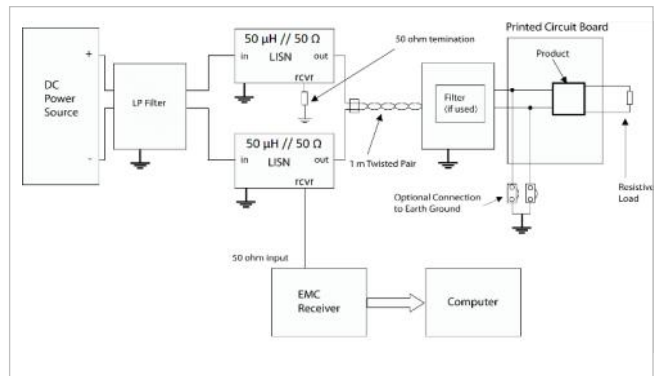 50 µH // 50 Ω
in LISN out
rcvr
50 ohm temination
Printed Circuit Board
Product
+
DC
Power
Source
-
LP Filter
Filter
(if used)
50 µH // 50 Ω
in LISN out
rcvr
1 m Twisted Pair
Optional Connection
to Earth Ground
Resistive
Load
50 ohm input
EMC
Receiver
Computer